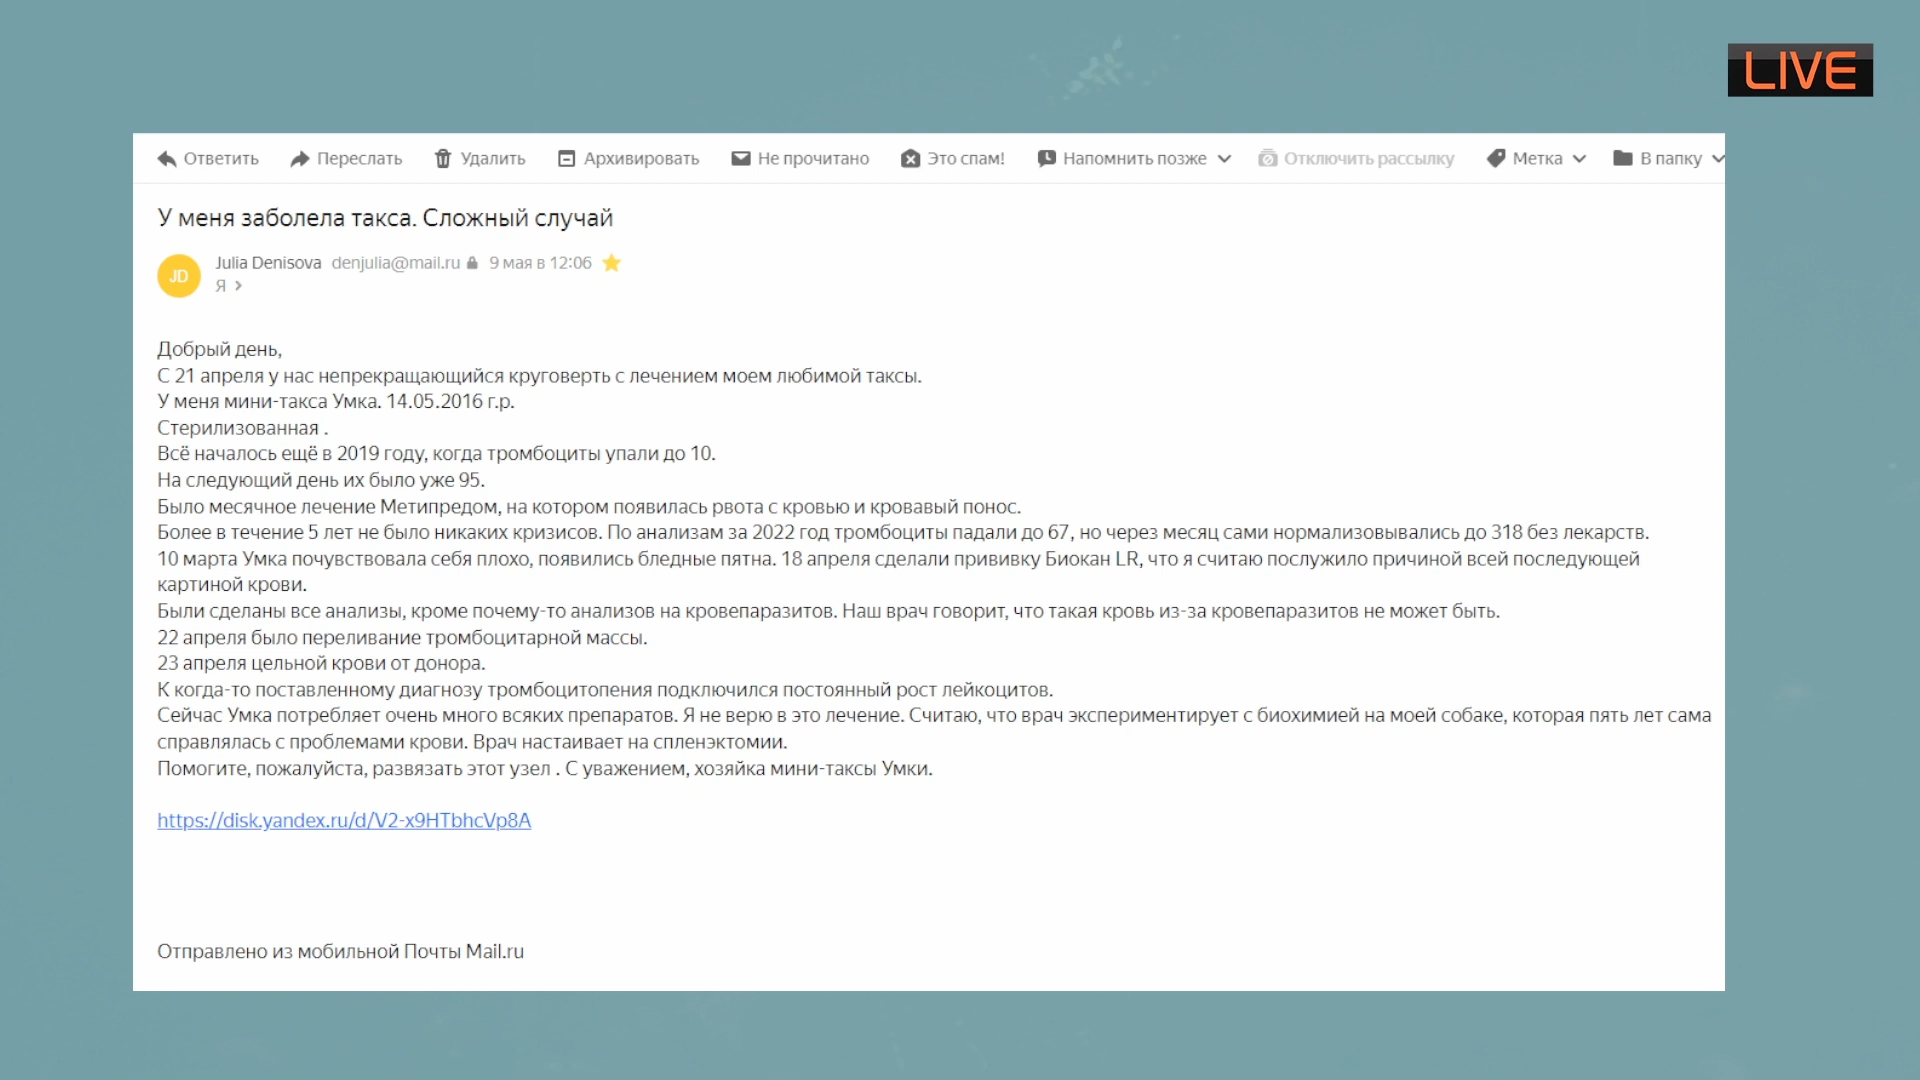 LIVE
Ответить Переслать Удалить Архивировать Не прочитано Это спам! Напомнить позже Отключить рассылку Метка В папку
У меня заболела такса. Сложный случай
JD
Julia Denisova denjulia@mail.ru 9 мая в 12:06
Я
Добрый день,
С 21 апреля у нас непрекращающийся круговерть с лечением моем любимой таксы.
У меня мини-такса Умка. 14.05.2016 г.р.
Стерилизованная .
Всё началось ещё в 2019 году, когда тромбоциты упали до 10.
На следующий день их было уже 95.
Было месячное лечение Метипредом, на котором появилась рвота с кровью и кровавый понос.
Более в течение 5 лет не было никаких кризисов. По анализам за 2022 год тромбоциты падали до 67, но через месяц сами нормализовывались до 318 без лекарств.
10 марта Умка почувствовала себя плохо, появились бледные пятна. 18 апреля сделали прививку Биокан LR, что я считаю послужило причиной всей последующей
картиной крови.
Были сделаны все анализы, кроме почему-то анализов на кровепаразитов. Наш врач говорит, что такая кровь из-за кровепаразитов не может быть.
22 апреля было переливание тромбоцитарной массы.
23 апреля цельной крови от донора.
К когда-то поставленному диагнозу тромбоцитопения подключился постоянный рост лейкоцитов.
Сейчас Умка потребляет очень много всяких препаратов. Я не верю в это лечение. Считаю, что врач экспериментирует с биохимией на моей собаке, которая пять лет сама
справлялась с проблемами крови. Врач настаивает на спленэктомии.
Помогите, пожалуйста, развязать этот узел . С уважением, хозяйка мини-таксы Умки.
https://disk.yandex.ru/d/V2-x9HTbhcVp8A
Отправлено из мобильной Почты Mail.ru